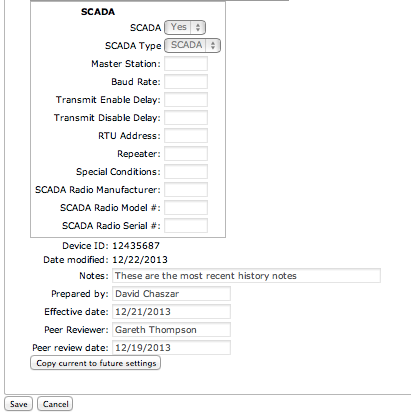 SCADA
SCADA Yes
SCADA Type SCADA
Master Station:
Baud Rate:
Transmit Enable Delay:
Transmit Disable Delay:
RTU Address:
Repeater:
Special Conditions:
SCADA Radio Manufacturer:
SCADA Radio Model #:
SCADA Radio Serial #:
Device ID: 12435687
Date modified: 12/22/2013
Notes: These are the most recent history notes
Prepared by: David Chaszar
Effective date: 12/21/2013
Peer Reviewer: Gareth Thompson
Peer review date: 12/19/2013
Copy current to future settings
Save Cancel